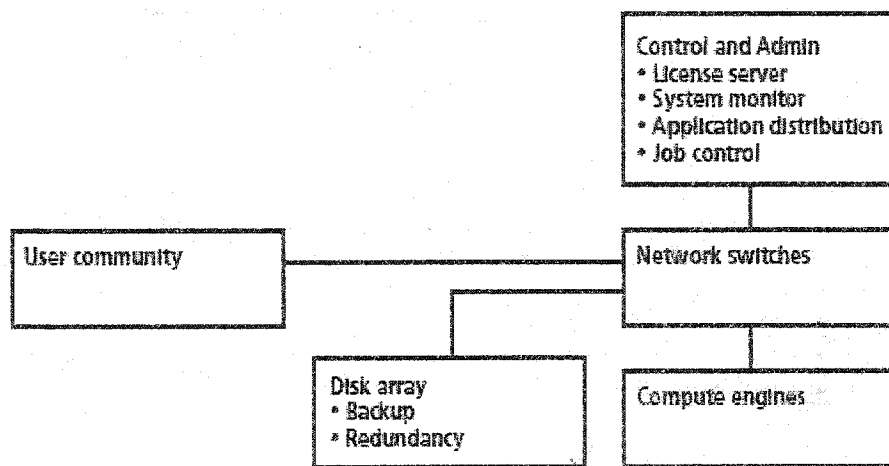 Control and Admin
• License server
• System monitor
• Application distribution
• Job control
User community
Network switches
Disk array
• Backup
• Redundancy
Compute engines